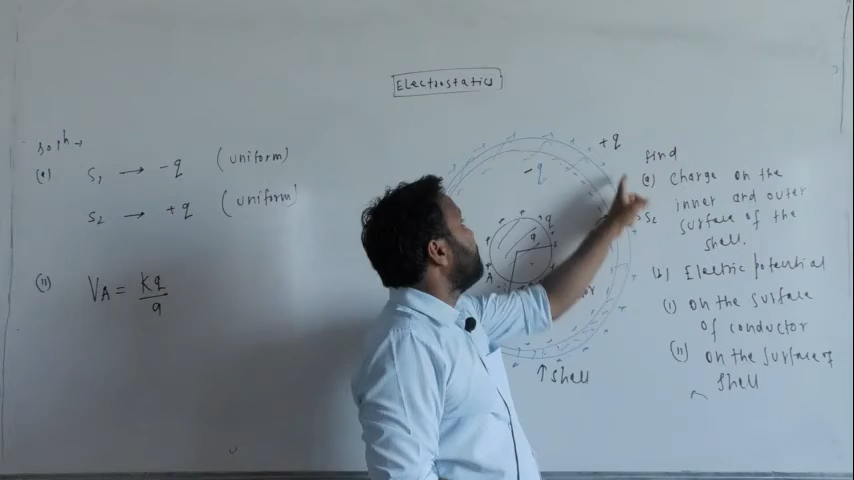 Electrostatics
Soln →
(a) S₁ → -q (uniform)
S₂ → +q (uniform)
(ii) V_A = Kq/a
+q
-q
q
a
A
S₂
↑ shell
find
(a) charge on the
inner and outer
surface of the
shell.
(b) Electric potential
(i) on the surface
of conductor
(ii) on the surface of
shell